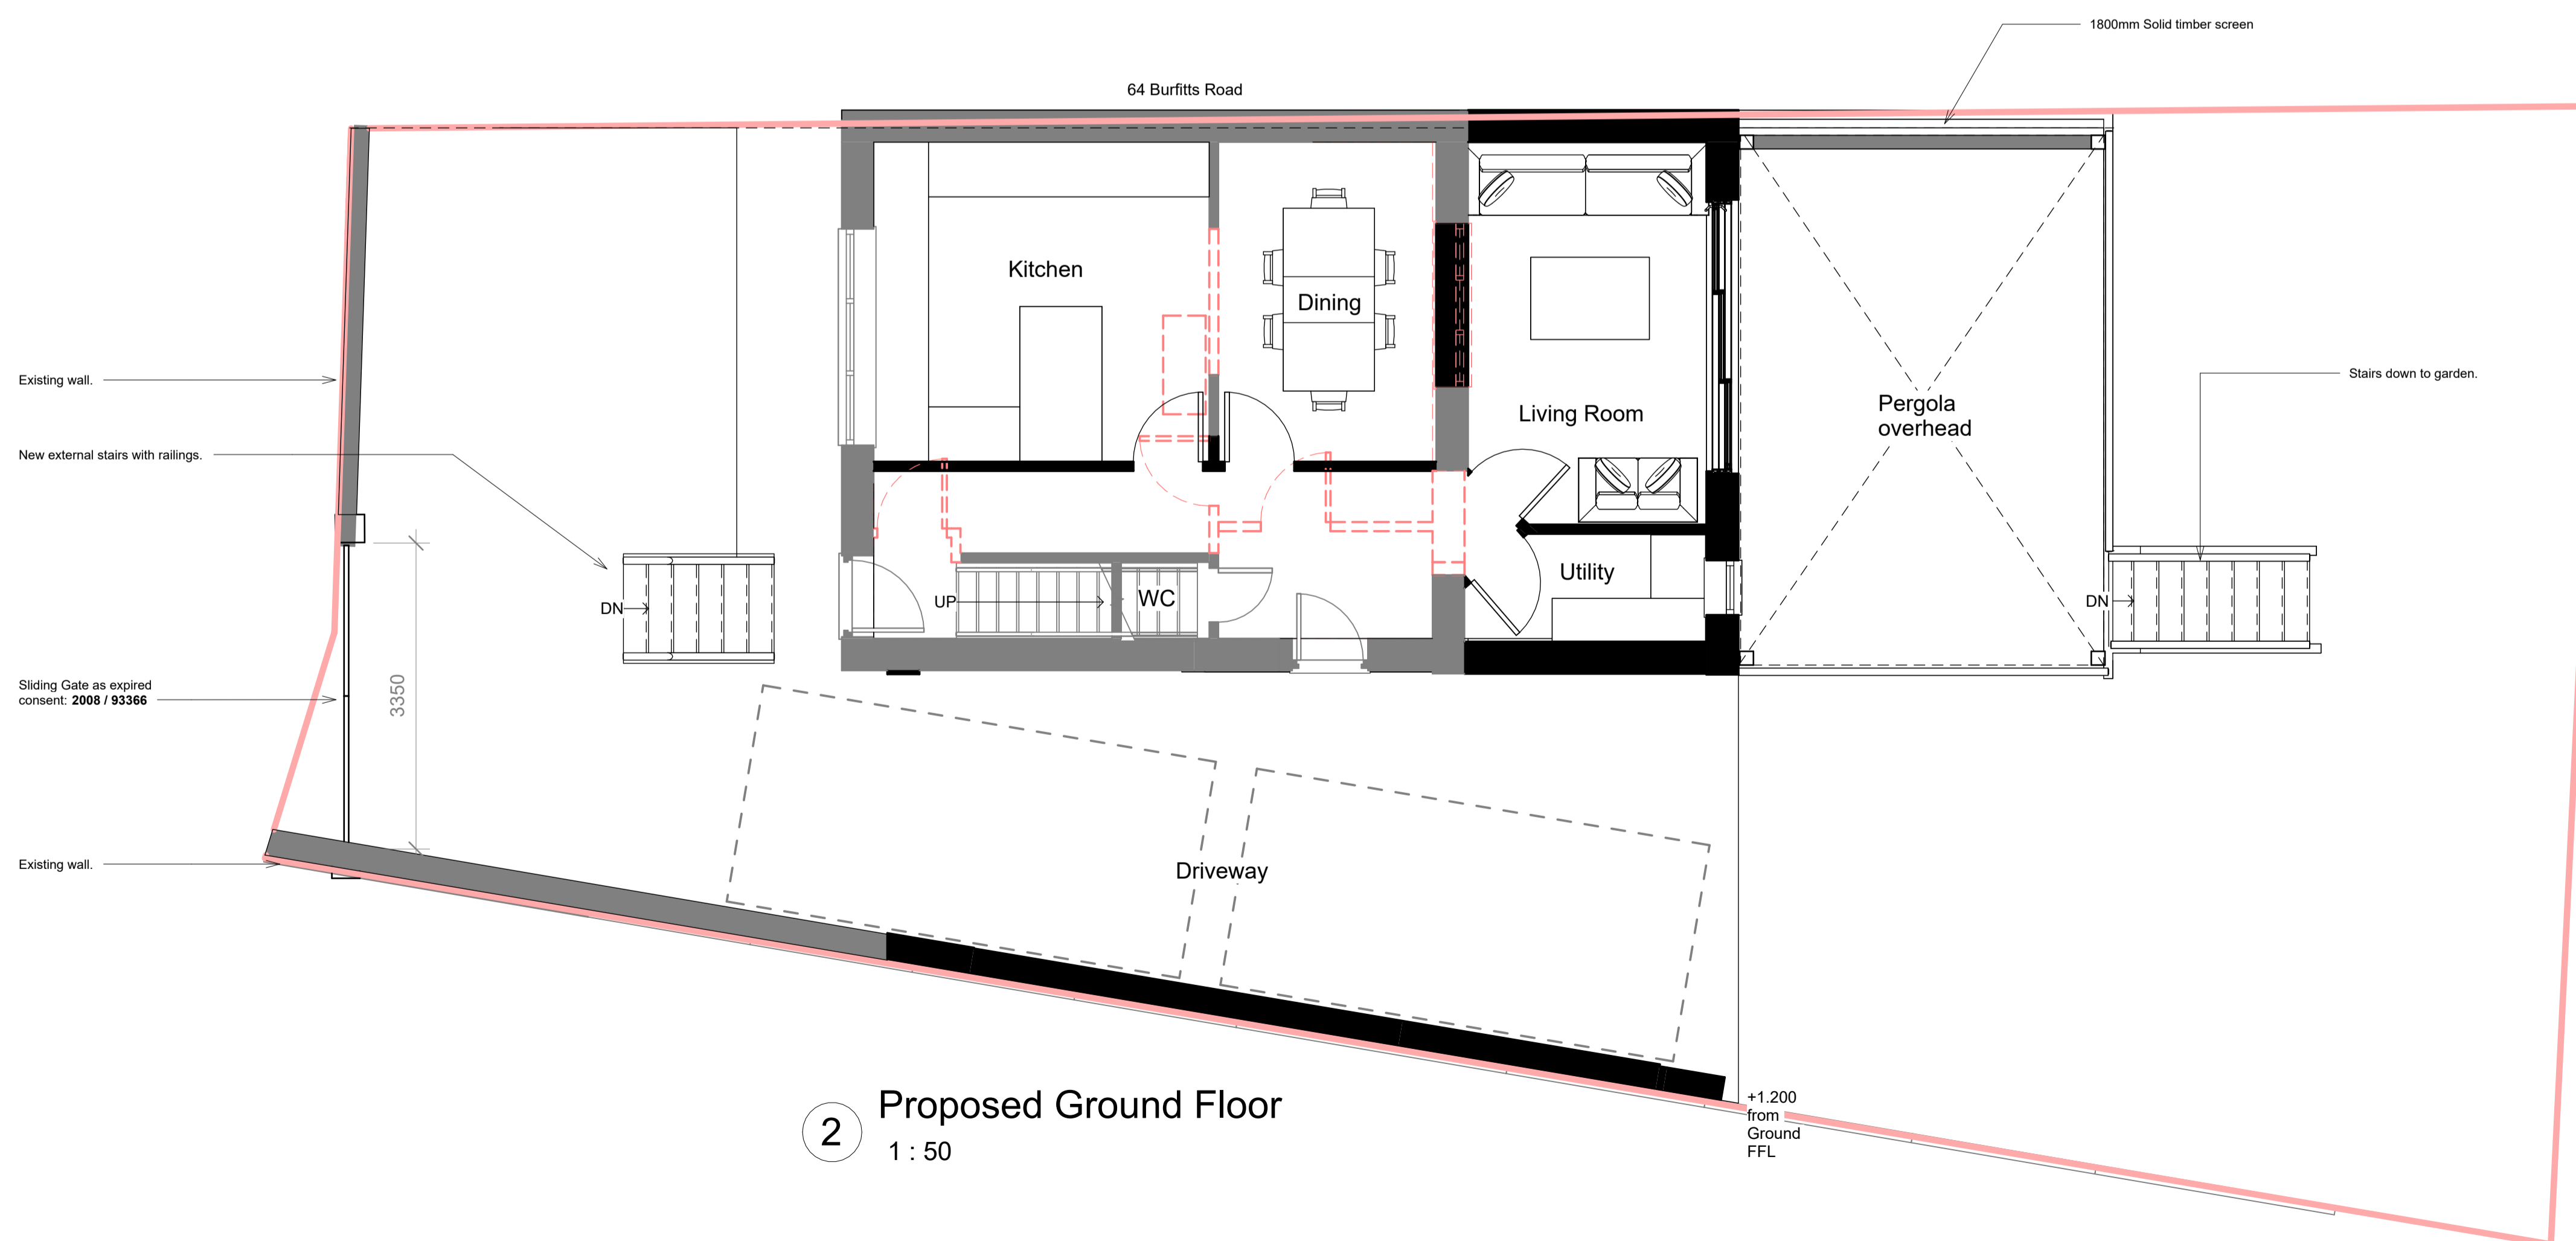 1800mm Solid timber screen
64 Burfitts Road
Kitchen
Dining
Existing wall.
Stairs down to garden.
Living Room
Pergola
overhead
New external stairs with railings.
Utility
UP
WC
DN
DN
Sliding Gate as expired
consent: 2008 / 93366
3350
Existing wall.
Driveway
2
Proposed Ground Floor
1 : 50
+1.200
from
Ground
FFL